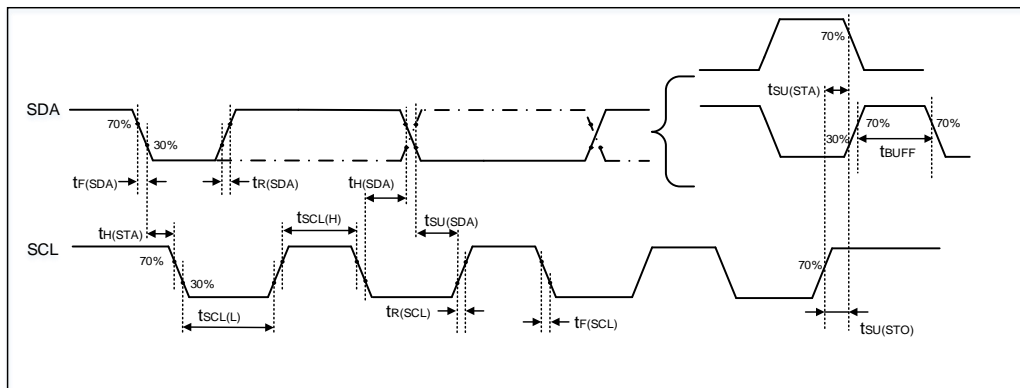 70%
tSU(STA)
SDA
70%
30%
30%
70%
70%
tBUFF
tF(SDA)
tR(SDA)
tH(SDA)
tH(STA)
tSCL(H)
tSU(SDA)
SCL
70%
30%
70%
tSCL(L)
tR(SCL)
tF(SCL)
tSU(STO)